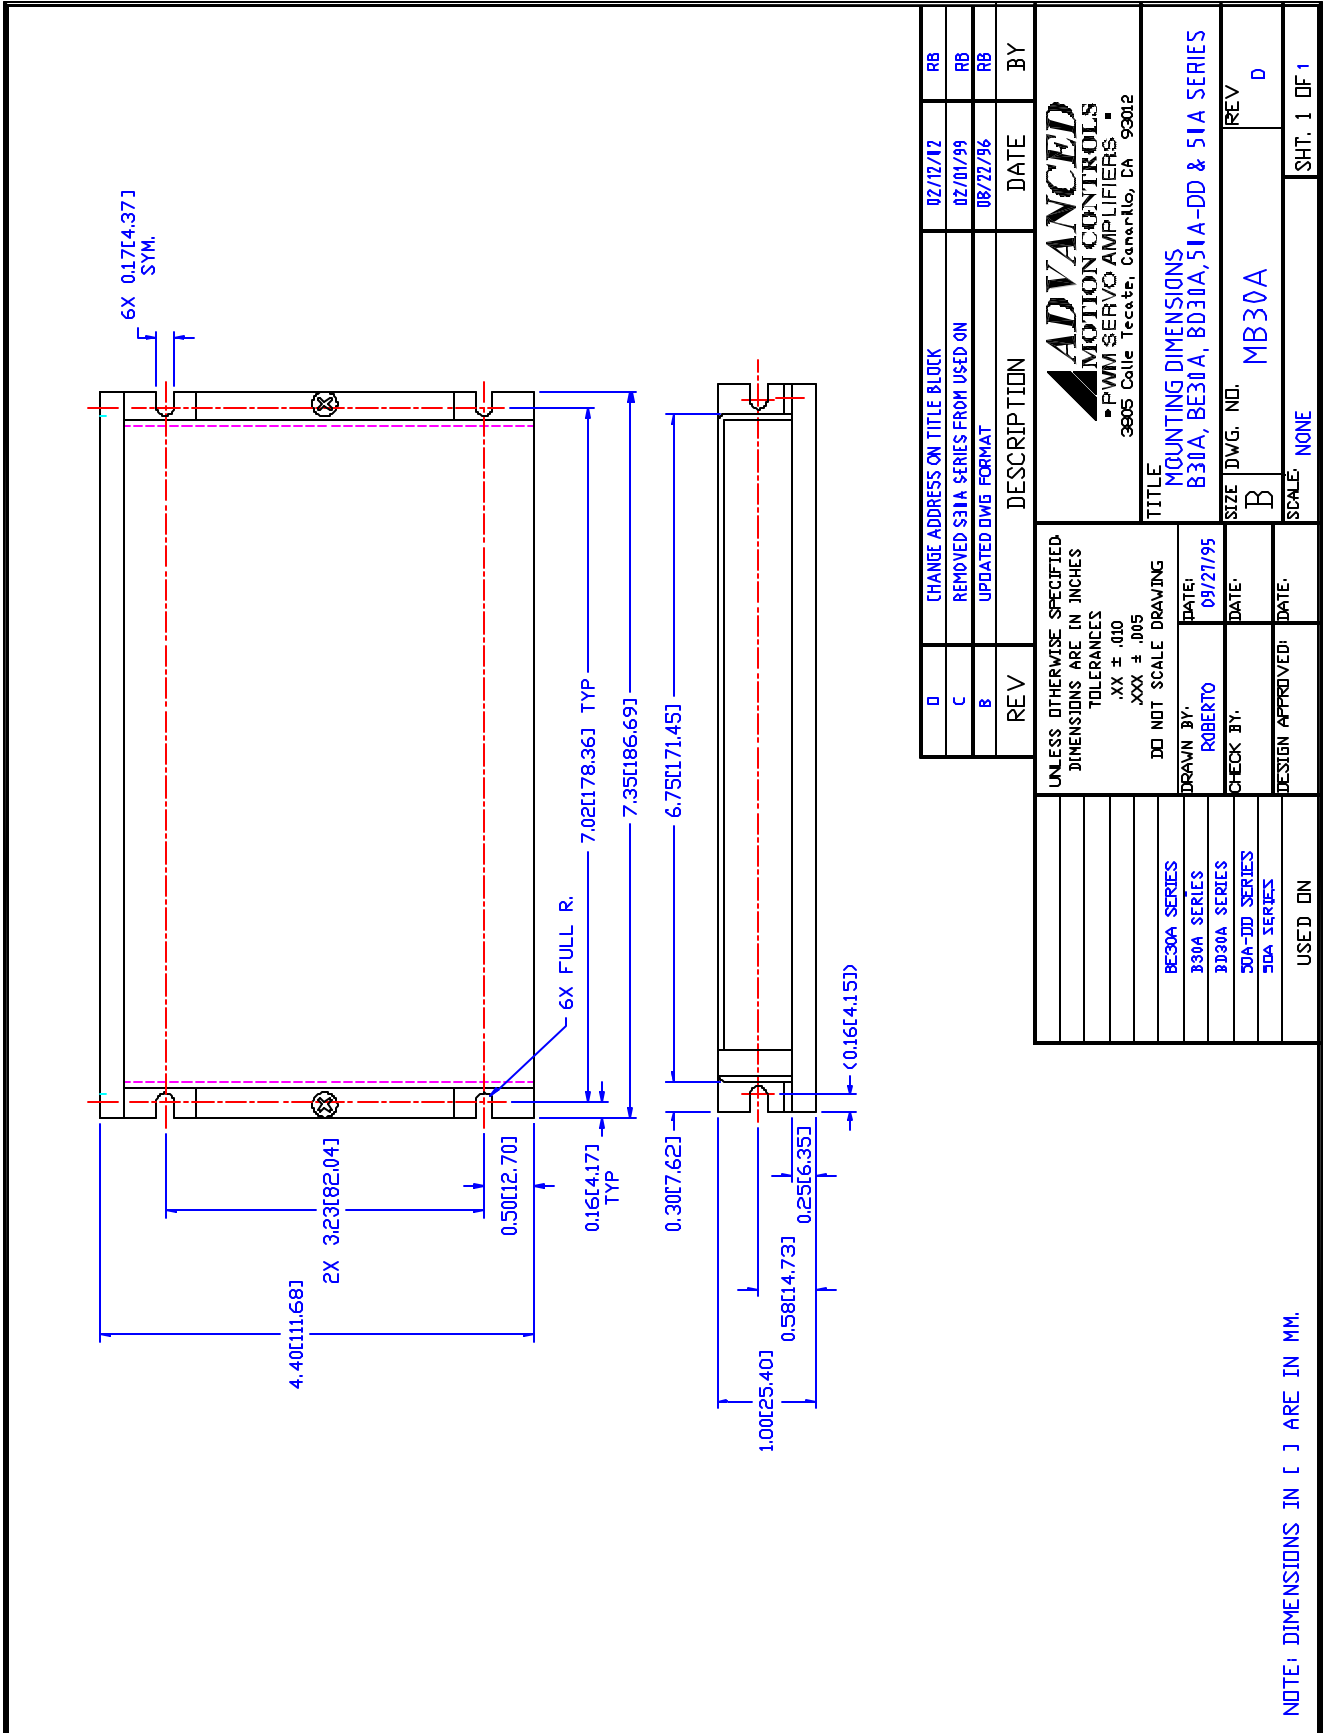 6X 0.17[4.37]
SYM.
7.02[178.36] TYP
7.35[186.69]
6X FULL R.
6.75[171.45]
4.40[111.68]
2X 3.23[82.04]
0.50[12.70]
0.16[4.17]
TYP
0.30[7.62]
(0.16[4.15])
0.25[6.35]
0.58[14.73]
1.00[25.40]
D CHANGE ADDRESS ON TITLE BLOCK 02/12/12 RB
C REMOVED S30A SERIES FROM USED ON 02/01/99 RB
B UPDATED DWG FORMAT 08/22/96 RB
REV DESCRIPTION DATE BY
UNLESS OTHERWISE SPECIFIED
DIMENSIONS ARE IN INCHES
TOLERANCES
.XX ± .010
.XXX ± .005
DO NOT SCALE DRAWING
ADVANCED
MOTION CONTROLS
▪ PWM SERVO AMPLIFIERS ▪
3805 Calle Tecate, Camarillo, CA 93012
TITLE
MOUNTING DIMENSIONS
B30A, BE30A, BD30A, 50A-DD & 50A SERIES
BE30A SERIES
B30A SERIES
BD30A SERIES
50A-DD SERIES
50A SERIES
USED ON
DRAWN BY:
ROBERTO
DATE:
09/27/95
CHECK BY:
DATE:
DESIGN APPROVED:
DATE:
SIZE
B
DWG. NO.
MB30A
REV
D
SCALE:
NONE
SHT. 1 OF 1
NOTE: DIMENSIONS IN [ ] ARE IN MM.